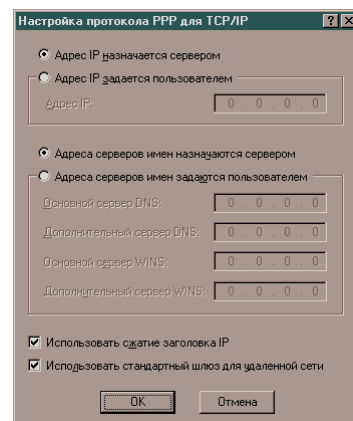 Настройка протокола PPP для TCP/IP
Адрес IP назначается сервером
Адрес IP задается пользователем
Адрес IP: 0 . 0 . 0 . 0
Адреса серверов имен назначаются сервером
Адреса серверов имен задаются пользователем
Основной сервер DNS: 0 . 0 . 0 . 0
Дополнительный сервер DNS: 0 . 0 . 0 . 0
Основной сервер WINS: 0 . 0 . 0 . 0
Дополнительный сервер WINS: 0 . 0 . 0 . 0
Использовать сжатие заголовка IP
Использовать стандартный шлюз для удаленной сети
OK Отмена